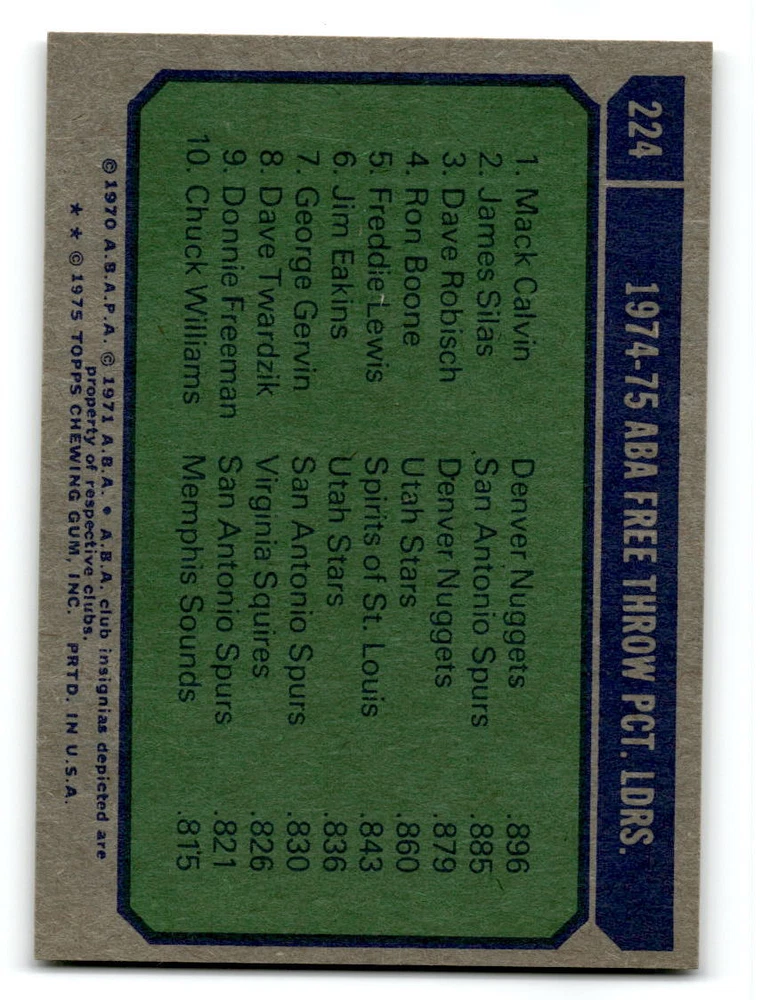 224 1974-75 ABA FREE THROW PCT. LDRS.
1. Mack Calvin Denver Nuggets .896
2. James Silas San Antonio Spurs .885
3. Dave Robisch Denver Nuggets .879
4. Ron Boone Utah Stars .860
5. Freddie Lewis Spirits of St. Louis .843
6. Jim Eakins Utah Stars .836
7. George Gervin San Antonio Spurs .830
8. Dave Twardzik Virginia Squires .826
9. Donnie Freeman San Antonio Spurs .821
10. Chuck Williams Memphis Sounds .815
© 1970 A.B.A.P.A. © 1971 A.B.A. • A.B.A. club insignias depicted are
property of respective clubs.
* * © 1975 TOPPS CHEWING GUM, INC. PRTD. IN U.S.A.